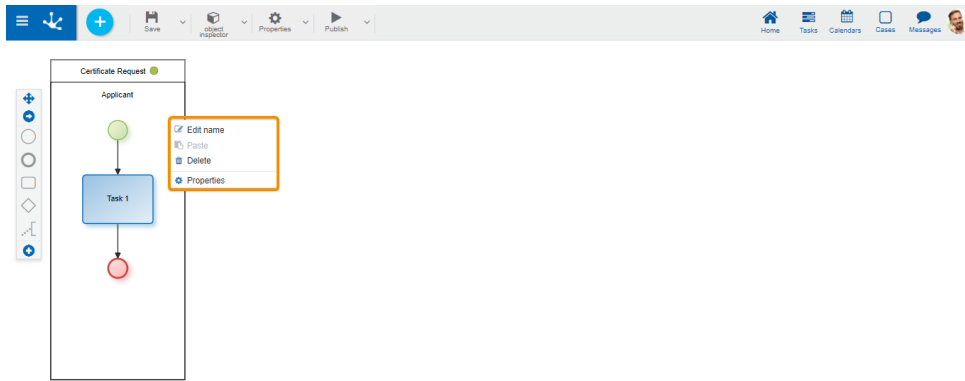 Save
object
inspector
Properties
Publish
Home
Tasks
Calendars
Cases
Messages
Certificate Request
Applicant
Edit name
Paste
Delete
Properties
Task 1